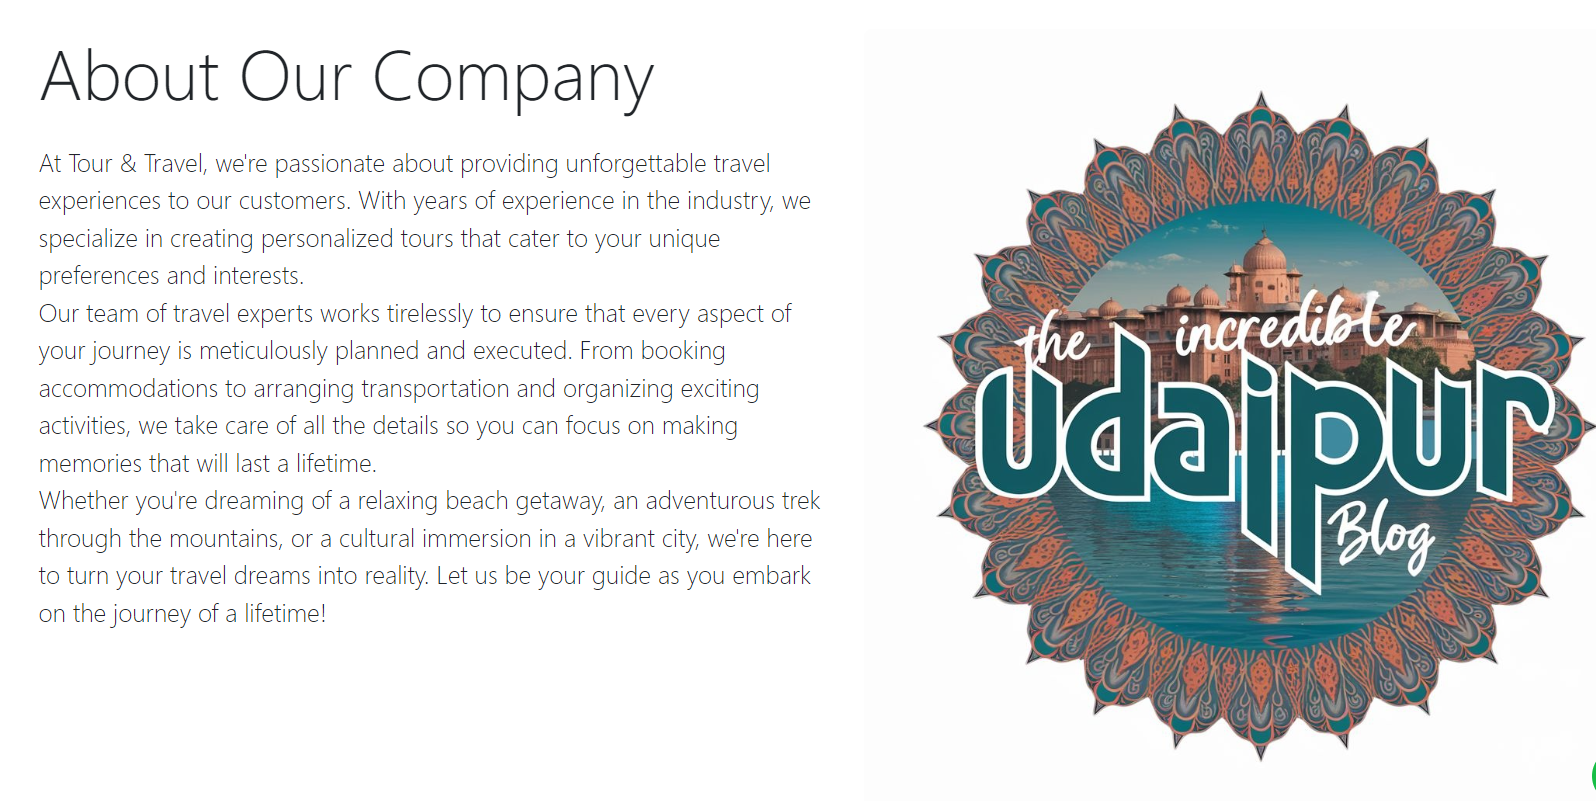 About Our Company
At Tour & Travel, we're passionate about providing unforgettable travel
experiences to our customers. With years of experience in the industry, we
specialize in creating personalized tours that cater to your unique
preferences and interests.
Our team of travel experts works tirelessly to ensure that every aspect of
your journey is meticulously planned and executed. From booking
accommodations to arranging transportation and organizing exciting
activities, we take care of all the details so you can focus on making
memories that will last a lifetime.
Whether you're dreaming of a relaxing beach getaway, an adventurous trek
through the mountains, or a cultural immersion in a vibrant city, we're here
to turn your travel dreams into reality. Let us be your guide as you embark
on the journey of a lifetime!
the incredible
udaipur
Blog